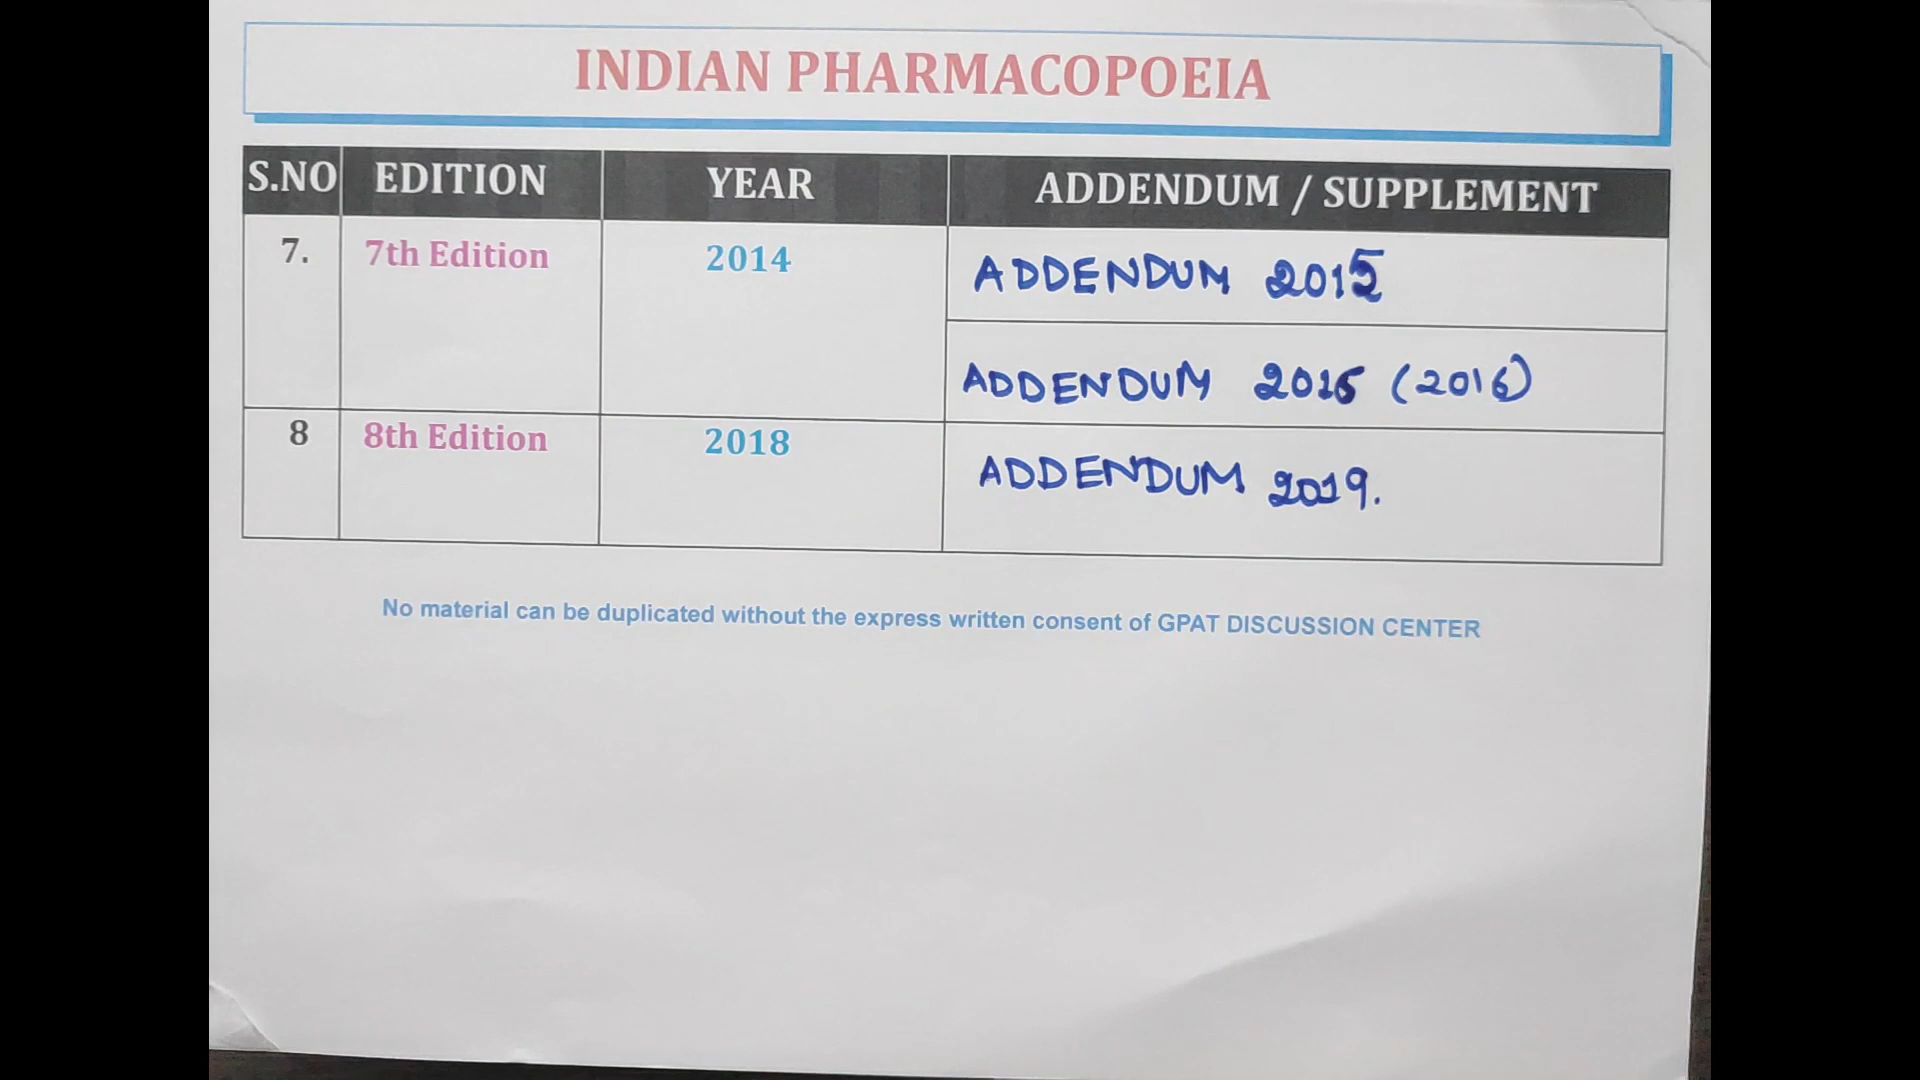 INDIAN PHARMACOPOEIA
S.NO EDITION YEAR ADDENDUM / SUPPLEMENT
7. 7th Edition 2014 ADDENDUM 2015
ADDENDUM 2016 (2016)
8 8th Edition 2018 ADDENDUM 2019.
No material can be duplicated without the express written consent of GPAT DISCUSSION CENTER